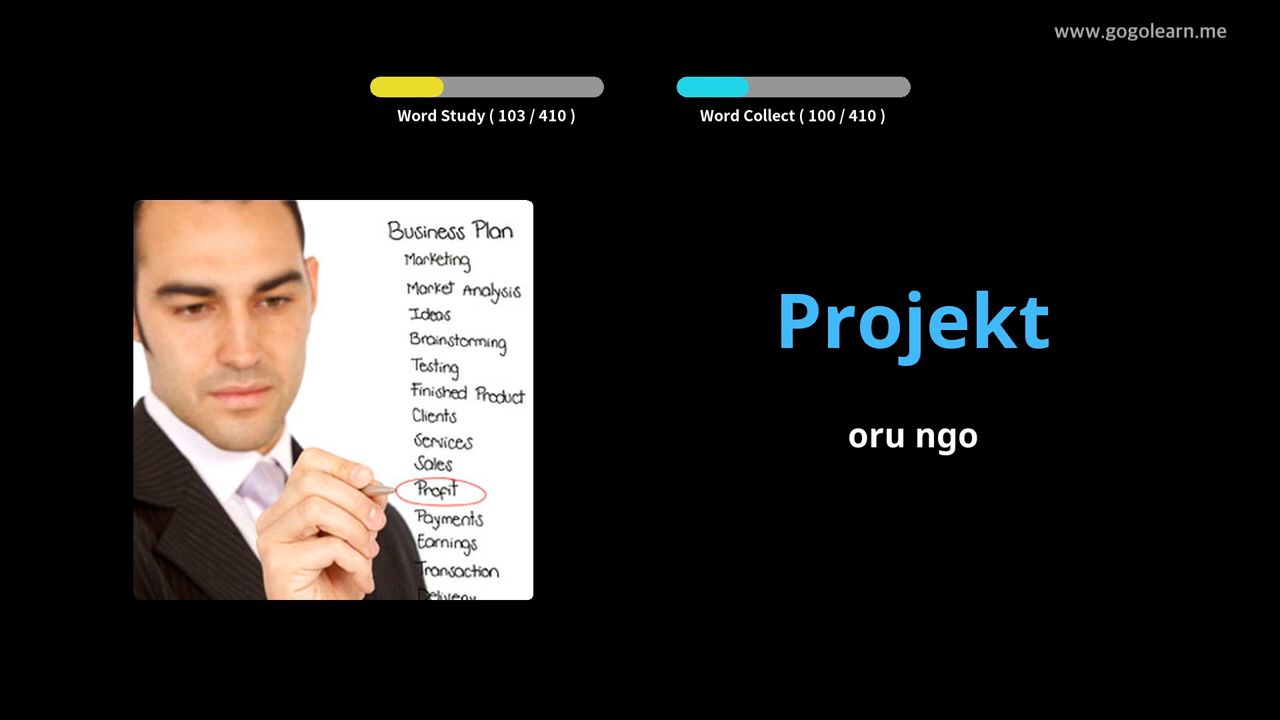 www.gogolearn.me
Word Study ( 103 / 410 )
Word Collect ( 100 / 410 )
Business Plan
Marketing
Market Analysis
Ideas
Brainstorming
Testing
Finished Product
Clients
Services
Sales
Profit
Payments
Earnings
Transaction
Delivery
Projekt
oru ngo